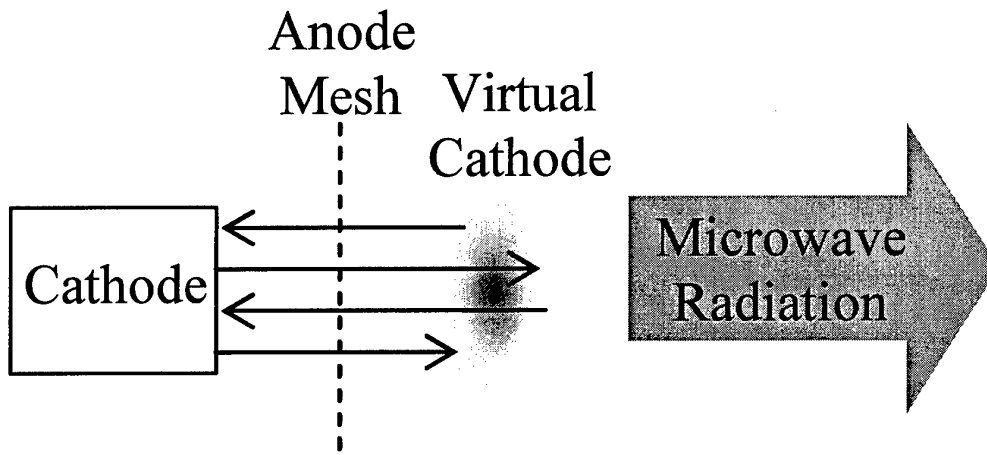 Anode
Mesh
Virtual
Cathode
Cathode
Microwave
Radiation